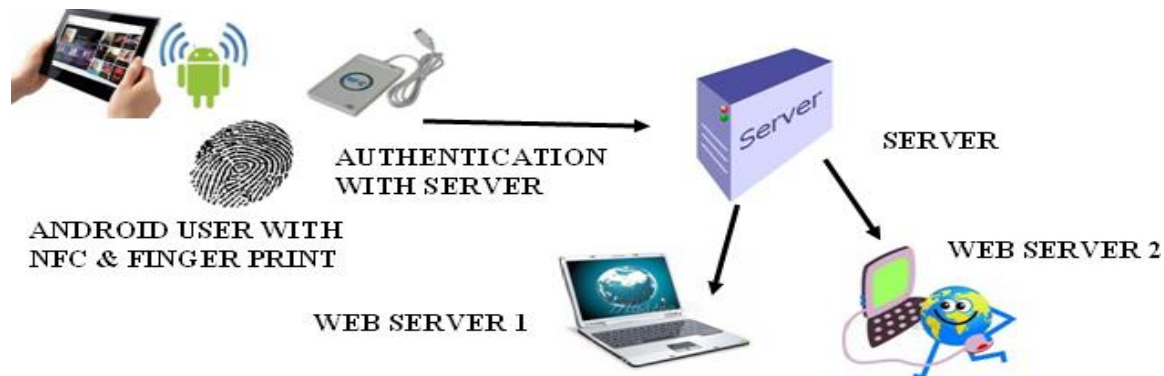 Server
SERVER
AUTHENTICATION
WITH SERVER
ANDROID USER WITH
NFC & FINGER PRINT
WEB SERVER 2
WEB SERVER 1